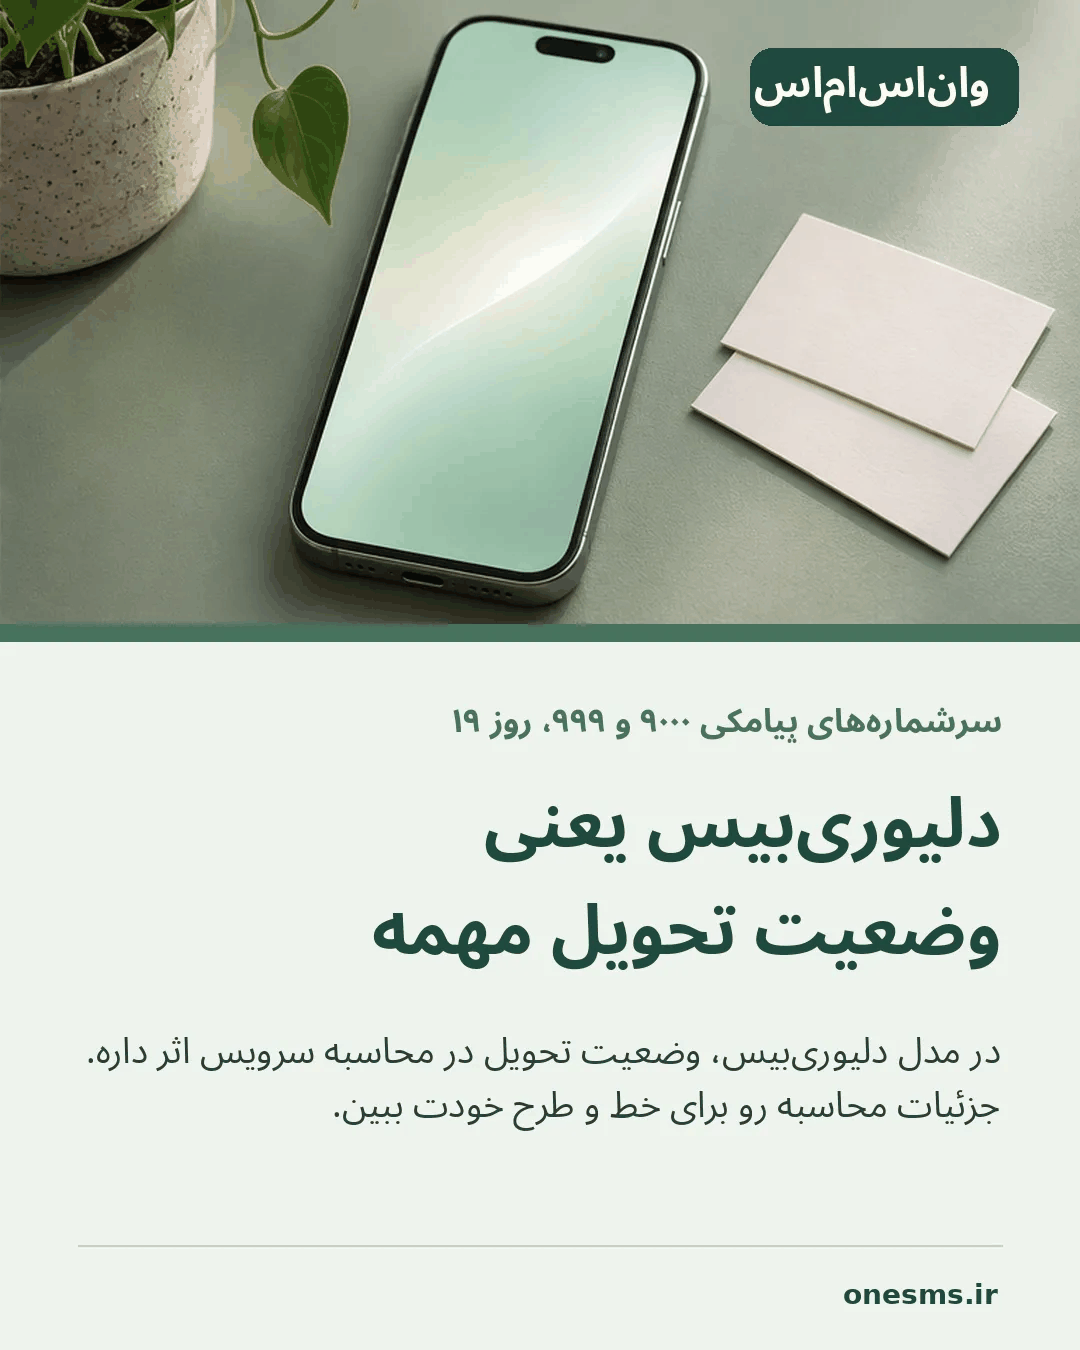 وان‌اس‌ام‌اس
سرشماره‌های پیامکی ۹۰۰۰ و ۹۹۹، روز ۱۹
دلیوری‌بیس یعنی
وضعیت تحویل مهمه
در مدل دلیوری‌بیس، وضعیت تحویل در محاسبه سرویس اثر داره.
جزئیات محاسبه رو برای خط و طرح خودت ببین.
onesms.ir